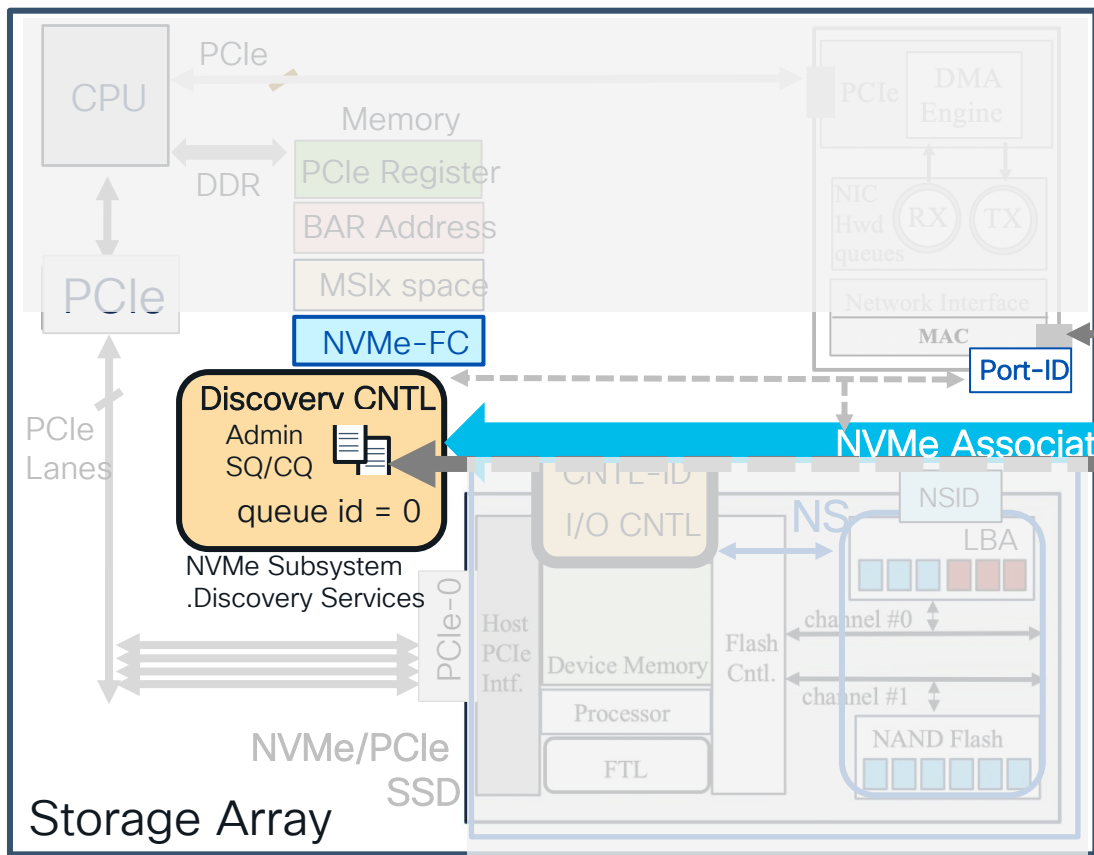 PCIe
CPU
Memory
PCIe Register
DDR
BAR Address
MSIx space
PCIe
NVMe-FC
PCIe
DMA
Engine
NIC
Hwd
queues
RX
TX
Network Interface
MAC
Port-ID
Discovery CNTL
Admin
SQ/CQ
queue id = 0
NVMe Associat
PCIe
Lanes
NVMe Subsystem
.Discovery Services
CNTL-ID
I/O CNTL
NS
NSID
LBA
PCIe-0
Host
PCIe
Intf.
Device Memory
Processor
FTL
Flash
Cntl.
channel #0
channel #1
NAND Flash
NVMe/PCIe
SSD
Storage Array